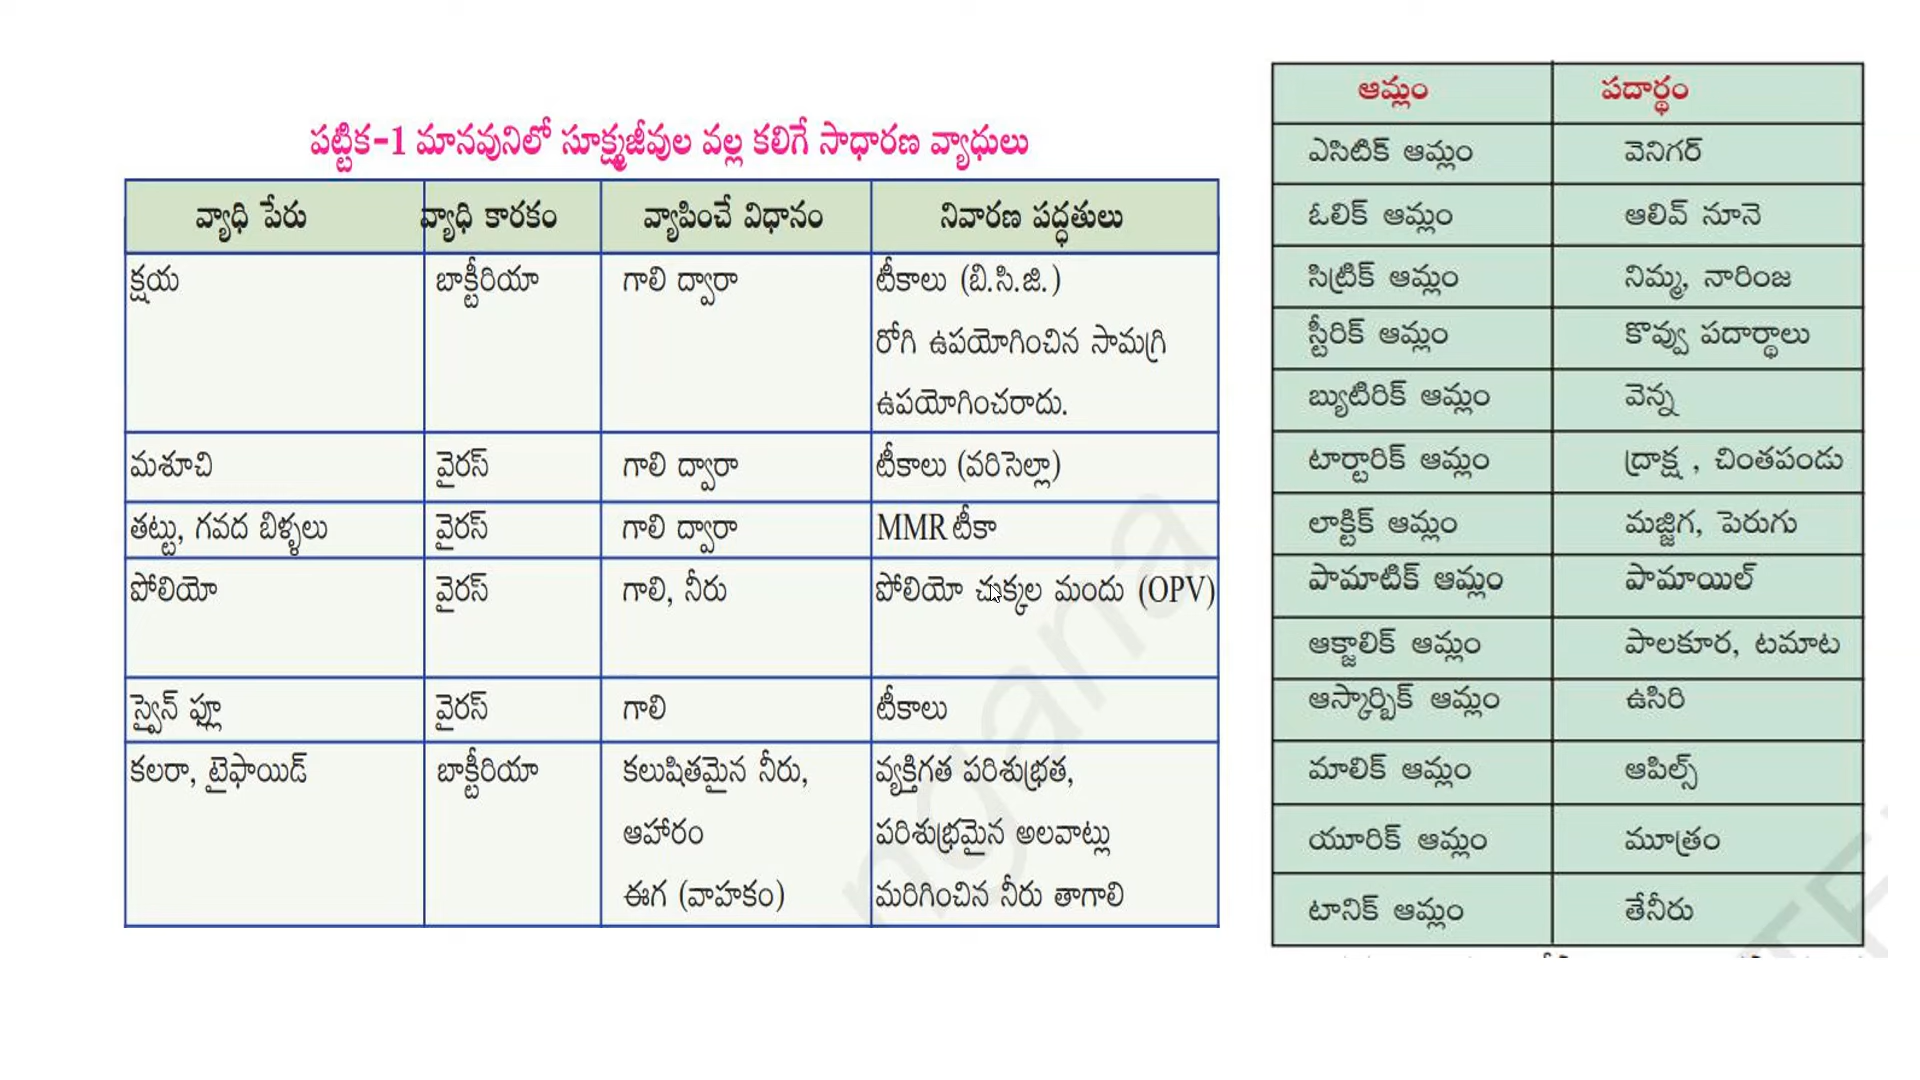 పట్టిక-1 మానవునిలో సూక్ష్మజీవుల వల్ల కలిగే సాధారణ వ్యాధులు
వ్యాధి పేరు వ్యాధి కారకం వ్యాపించే విధానం నివారణ పద్ధతులు
క్షయ బాక్టీరియా గాలి ద్వారా టీకాలు (బి.సి.జి.)
రోగి ఉపయోగించిన సామగ్రి
ఉపయోగించరాదు.
మశూచి వైరస్ గాలి ద్వారా టీకాలు (వరిసెల్లా)
తట్టు, గవద బిళ్ళలు వైరస్ గాలి ద్వారా MMR టీకా
పోలియో వైరస్ గాలి, నీరు పోలియో చుక్కల మందు (OPV)
స్వైన్ ఫ్లూ వైరస్ గాలి టీకాలు
కలరా, టైఫాయిడ్ బాక్టీరియా కలుషితమైన నీరు, వ్యక్తిగత పరిశుభ్రత,
ఆహారం పరిశుభ్రమైన అలవాట్లు
ఈగ (వాహకం) మరిగించిన నీరు తాగాలి
ఆమ్లం పదార్థం
ఎసిటిక్ ఆమ్లం వెనిగర్
ఓలిక్ ఆమ్లం ఆలివ్ నూనె
సిట్రిక్ ఆమ్లం నిమ్మ, నారింజ
స్టీరిక్ ఆమ్లం కొవ్వు పదార్థాలు
బ్యుటిరిక్ ఆమ్లం వెన్న
టార్టారిక్ ఆమ్లం ద్రాక్ష , చింతపండు
లాక్టిక్ ఆమ్లం మజ్జిగ, పెరుగు
పామాటిక్ ఆమ్లం పామాయిల్
ఆక్జాలిక్ ఆమ్లం పాలకూర, టమాట
ఆస్కార్బిక్ ఆమ్లం ఉసిరి
మాలిక్ ఆమ్లం ఆపిల్స్
యూరిక్ ఆమ్లం మూత్రం
టానిక్ ఆమ్లం తేనీరు
ngana